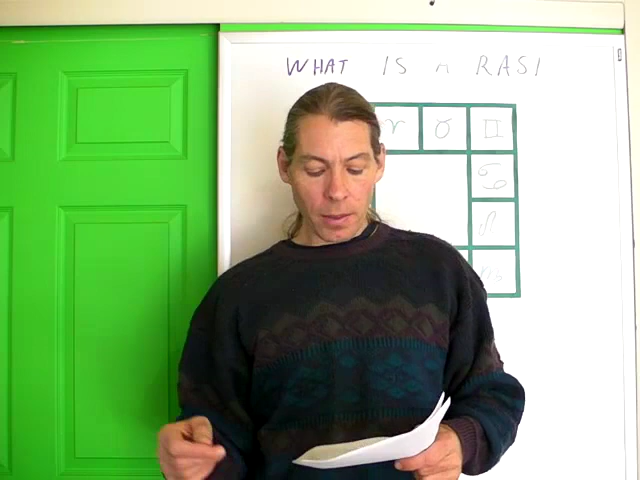 WHAT IS A RASI
♈ ♉ ♊
♋
♌